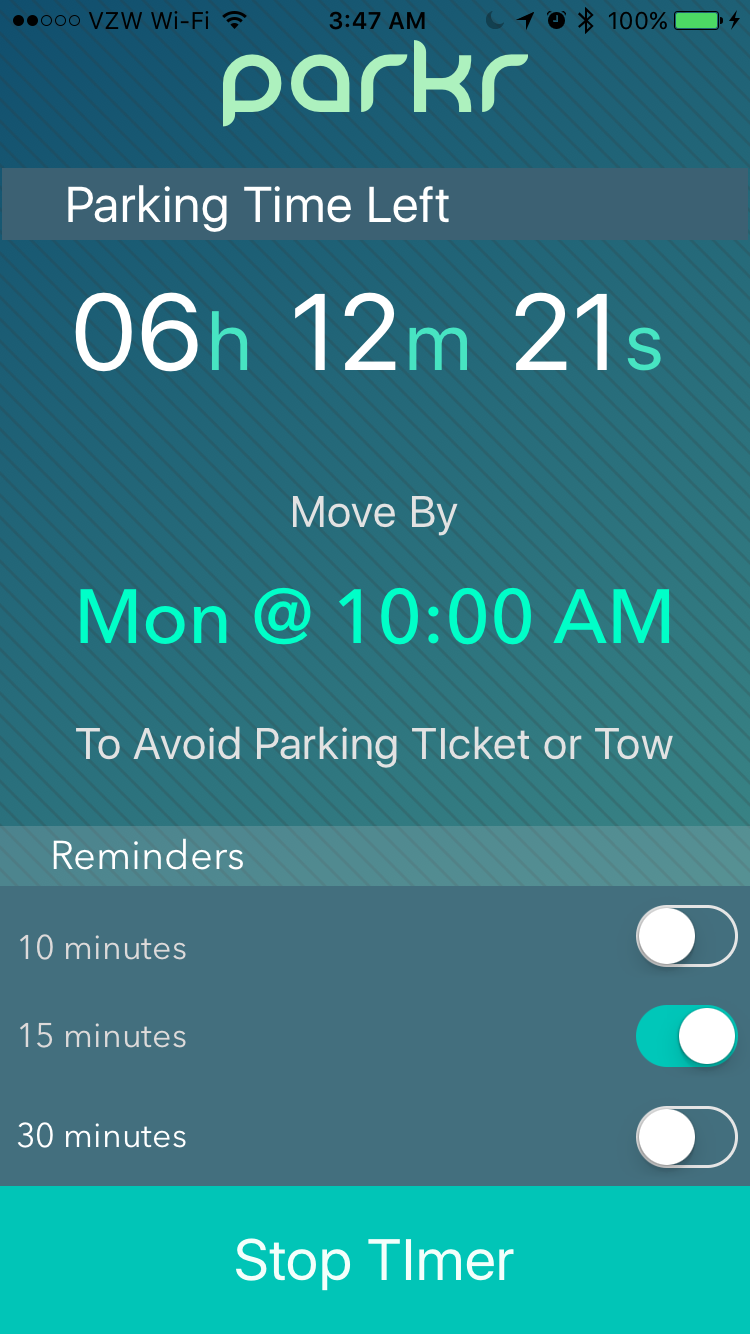 VZW Wi-Fi 3:47 AM 100%
parkr
Parking Time Left
06h 12m 21s
Move By
Mon @ 10:00 AM
To Avoid Parking TIcket or Tow
Reminders
10 minutes
15 minutes
30 minutes
Stop TImer